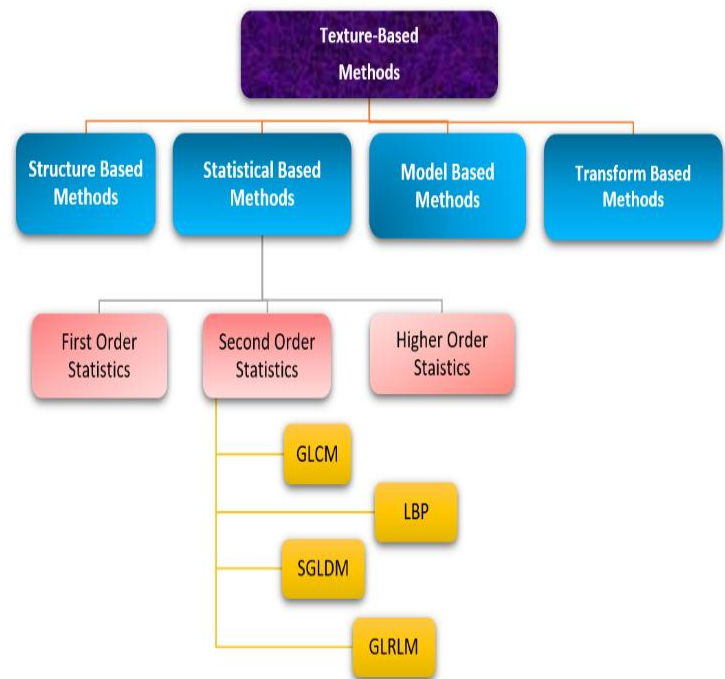 Texture-Based
Methods
Structure Based
Methods
Statistical Based
Methods
Model Based
Methods
Transform Based
Methods
First Order
Statistics
Second Order
Statistics
Higher Order
Staistics
GLCM
LBP
SGLDM
GLRLM